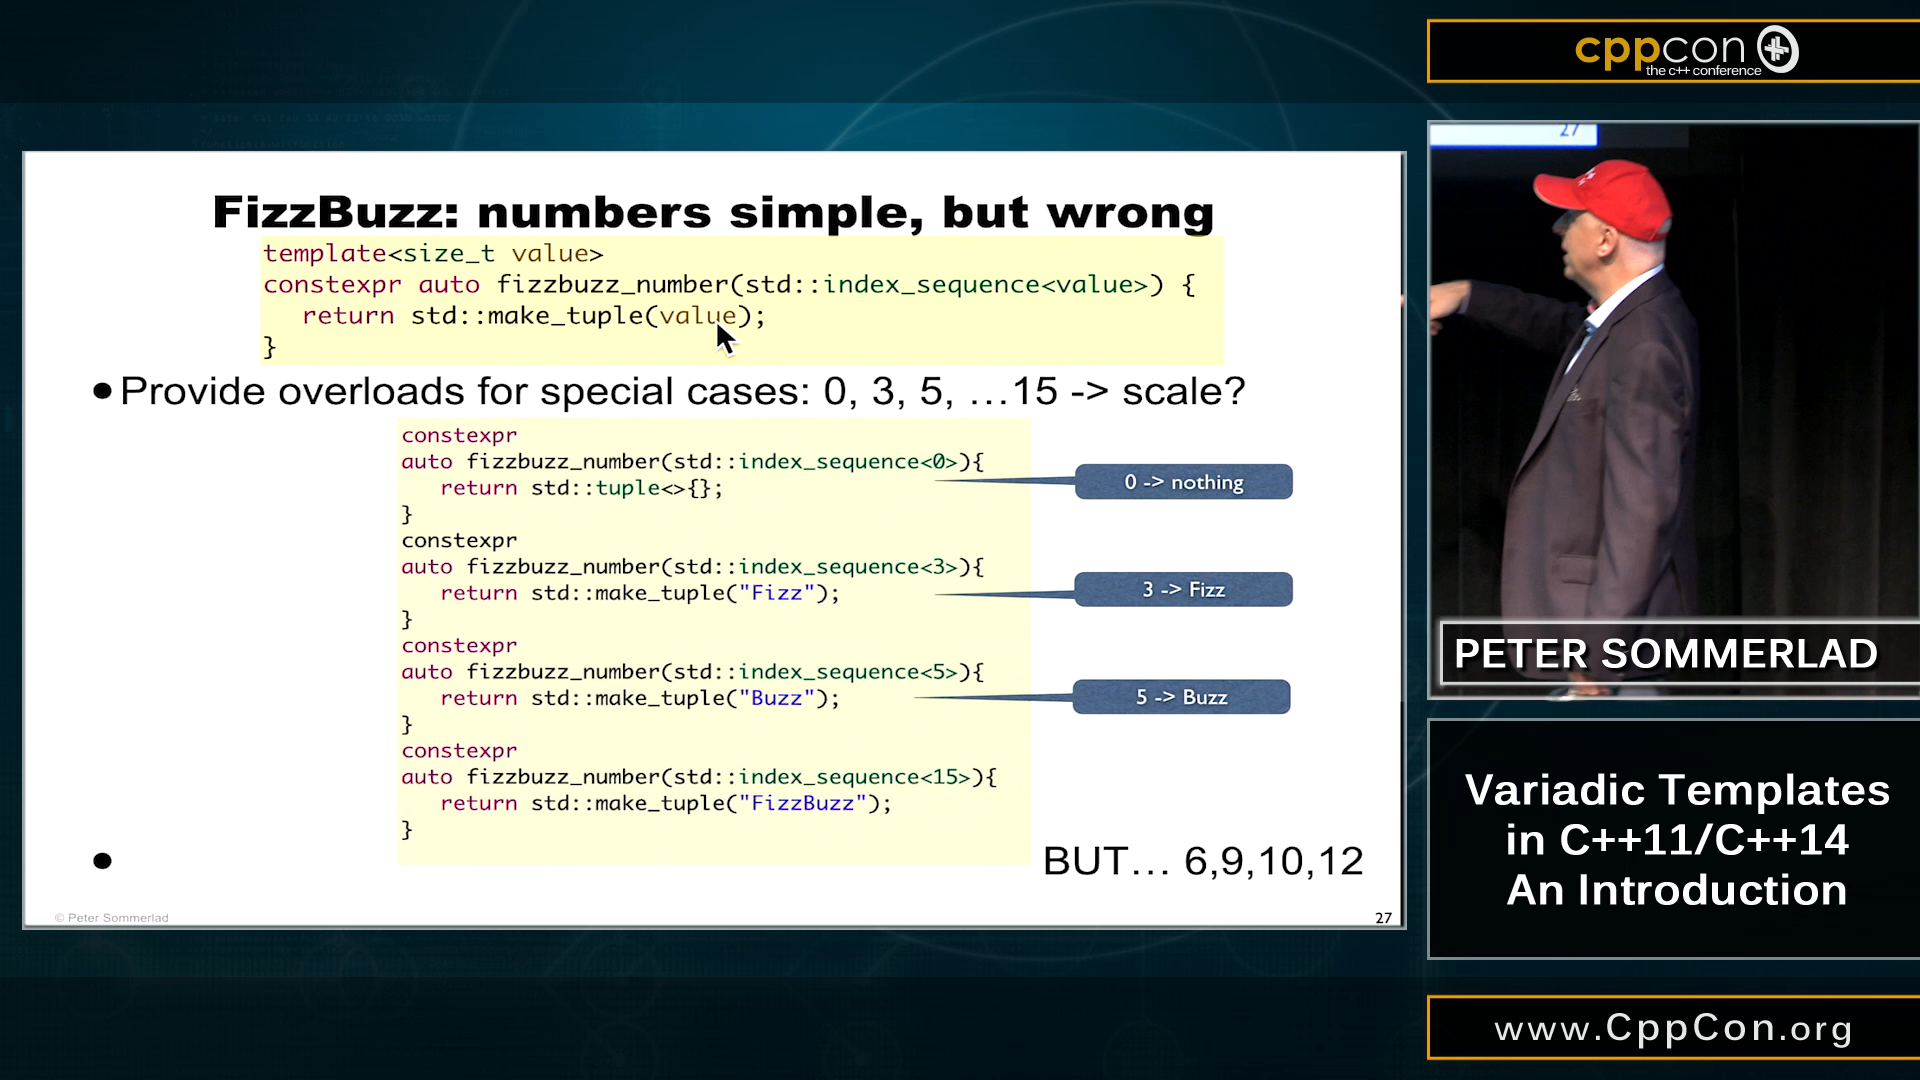 cppcon
the c++ conference
27
FizzBuzz: numbers simple, but wrong
template<size_t value>
constexpr auto fizzbuzz_number(std::index_sequence<value>) {
return std::make_tuple(value);
}
● Provide overloads for special cases: 0, 3, 5, …15 -> scale?
constexpr
auto fizzbuzz_number(std::index_sequence<0>){
return std::tuple<>{};
}
0 -> nothing
constexpr
auto fizzbuzz_number(std::index_sequence<3>){
return std::make_tuple("Fizz");
}
3 -> Fizz
constexpr
auto fizzbuzz_number(std::index_sequence<5>){
return std::make_tuple("Buzz");
}
5 -> Buzz
constexpr
auto fizzbuzz_number(std::index_sequence<15>){
return std::make_tuple("FizzBuzz");
}
● BUT… 6,9,10,12
© Peter Sommerlad
27
PETER SOMMERLAD
Variadic Templates
in C++11/C++14
An Introduction
www.CppCon.org